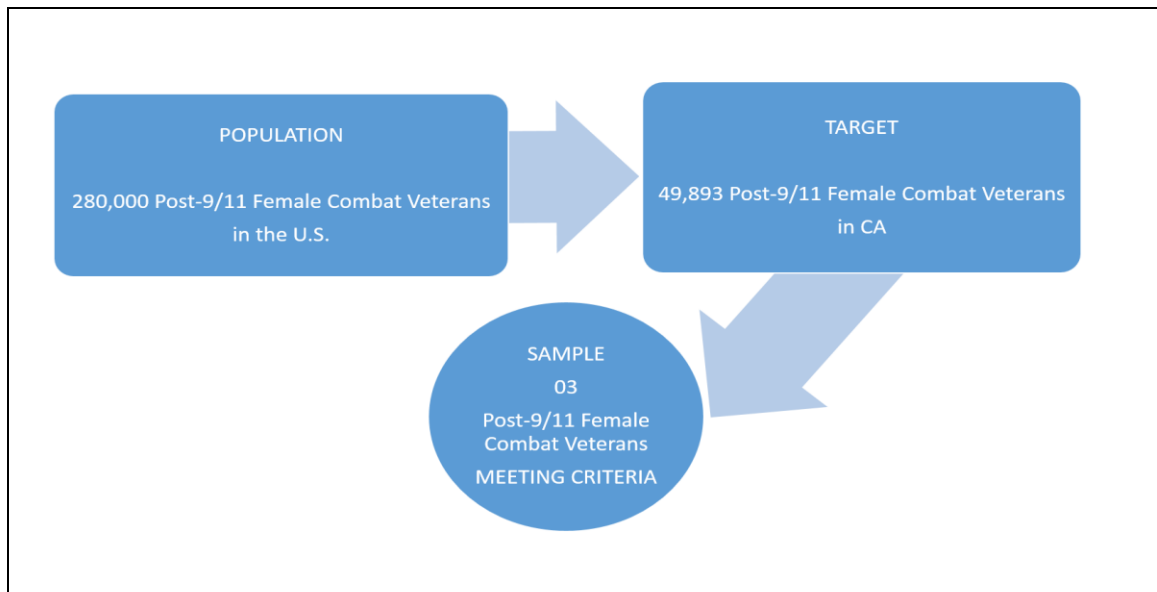 POPULATION
280,000 Post-9/11 Female Combat Veterans
in the U.S.
TARGET
49,893 Post-9/11 Female Combat Veterans
in CA
SAMPLE
03
Post-9/11 Female
Combat Veterans
MEETING CRITERIA